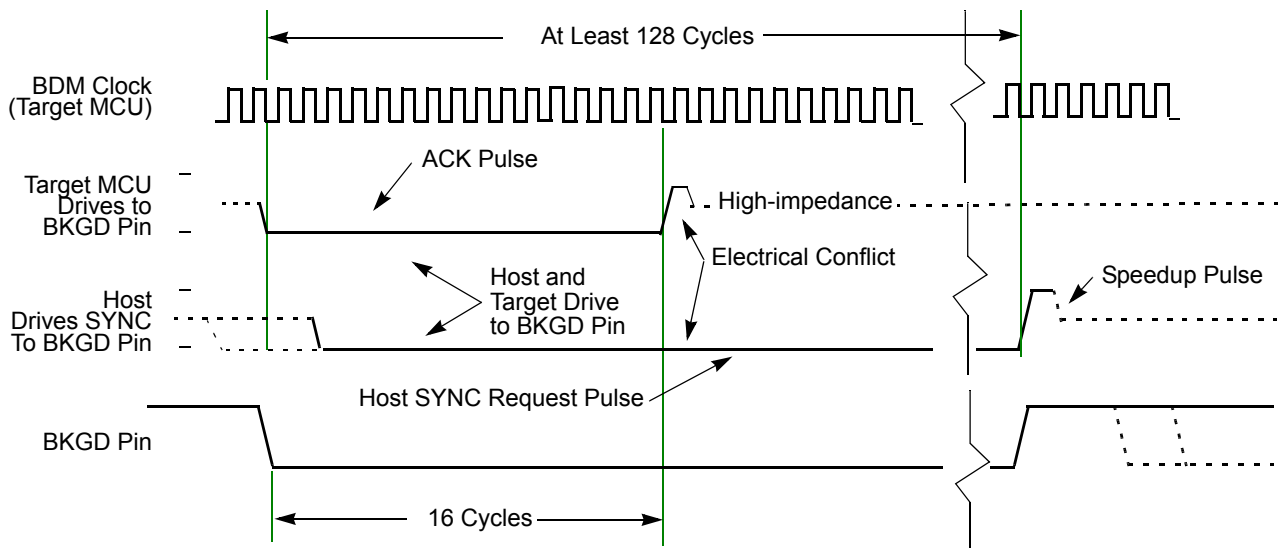 At Least 128 Cycles
BDM Clock
(Target MCU)
ACK Pulse
Target MCU
Drives to
BKGD Pin
High-impedance
Electrical Conflict
Host and
Target Drive
to BKGD Pin
Speedup Pulse
Host
Drives SYNC
To BKGD Pin
Host SYNC Request Pulse
BKGD Pin
16 Cycles